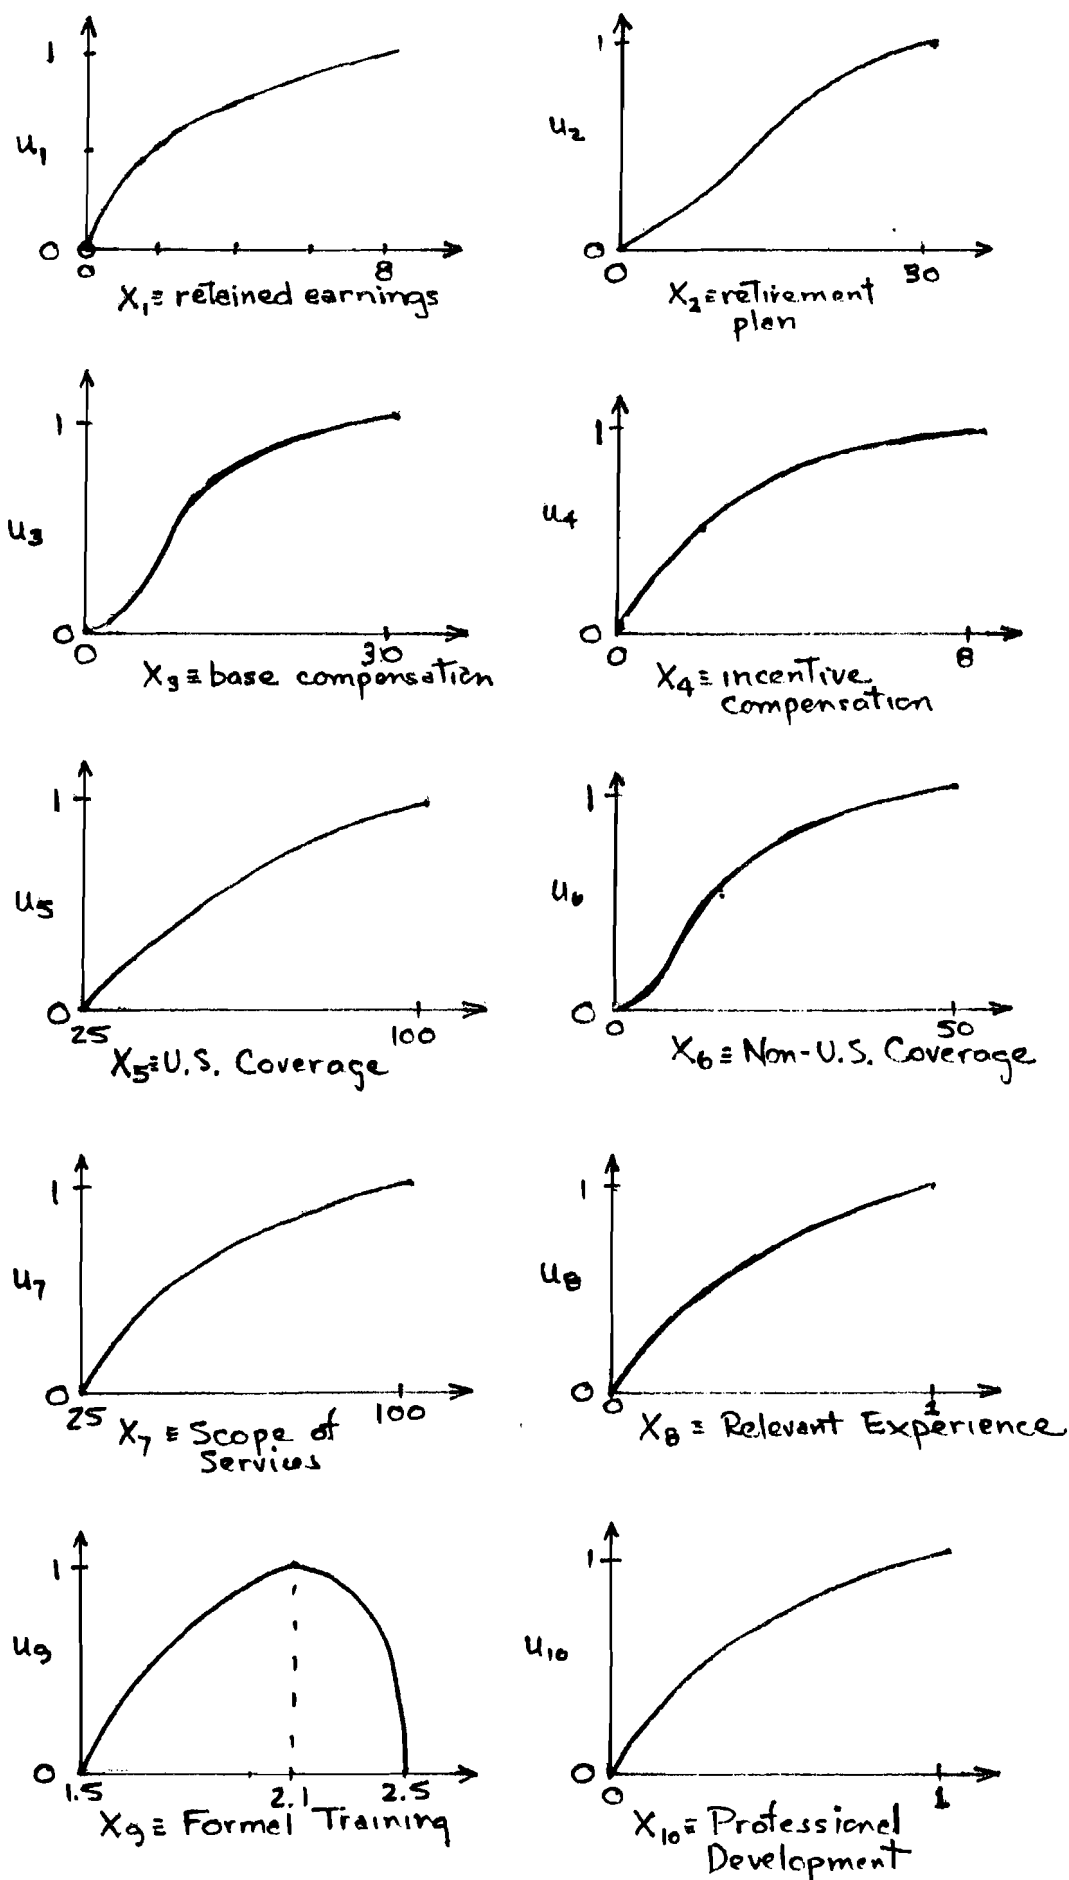 1
u₁
0
0 8
X₁ ≡ retained earnings
1
u₂
0
0 30
X₂ ≡ retirement
plan
1
u₃
0
0 30
X₃ ≡ base compensation
1
u₄
0
0 8
X₄ ≡ incentive
compensation
1
u₅
0
25 100
X₅ ≡ U.S. Coverage
1
u₆
0
0 50
X₆ ≡ Non-U.S. Coverage
1
u₇
0
25 100
X₇ ≡ Scope of
Services
1
u₈
0
0 1
X₈ ≡ Relevant Experience
1
u₉
0
1.5 2.1 2.5
X₉ ≡ Formal Training
1
u₁₀
0
0 1
X₁₀ ≡ Professional
Development